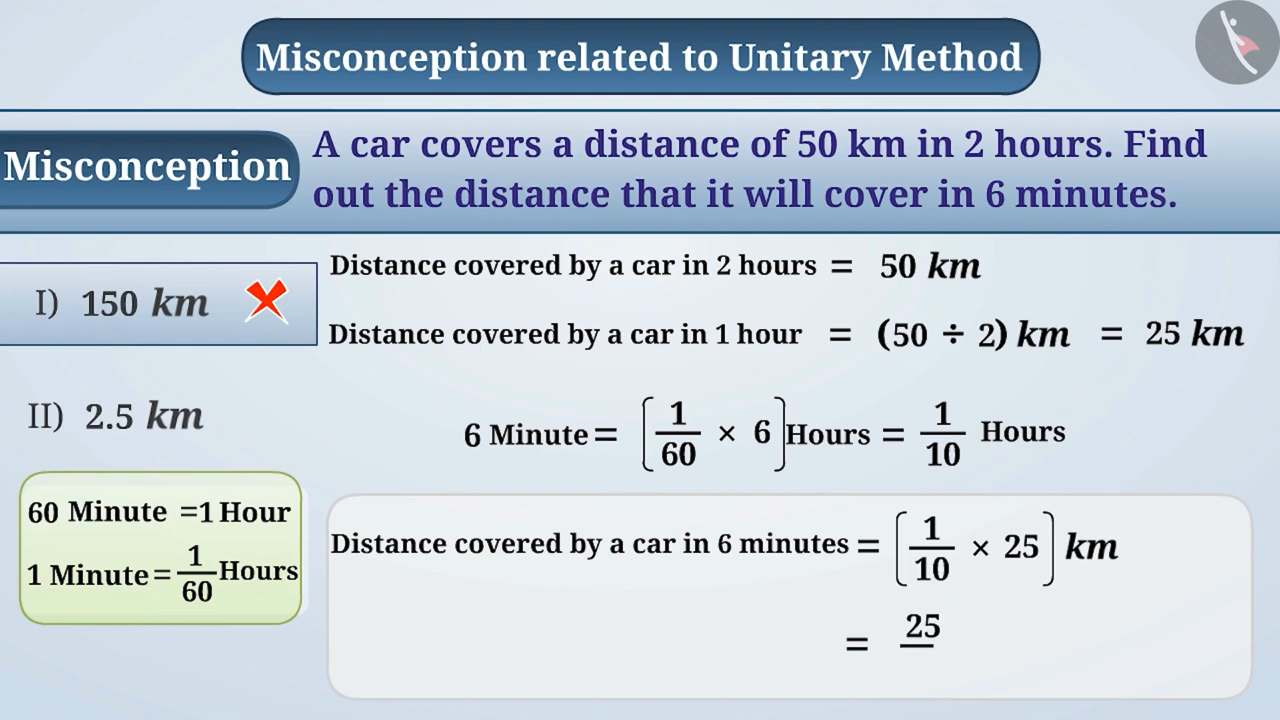 Misconception related to Unitary Method
Misconception
A car covers a distance of 50 km in 2 hours. Find
out the distance that it will cover in 6 minutes.
I) 150 km
II) 2.5 km
60 Minute =1 Hour
1 Minute = 1/60 Hours
Distance covered by a car in 2 hours = 50 km
Distance covered by a car in 1 hour = (50 ÷ 2) km = 25 km
6 Minute = [1/60 × 6] Hours = 1/10 Hours
Distance covered by a car in 6 minutes = [1/10 × 25] km
= 25